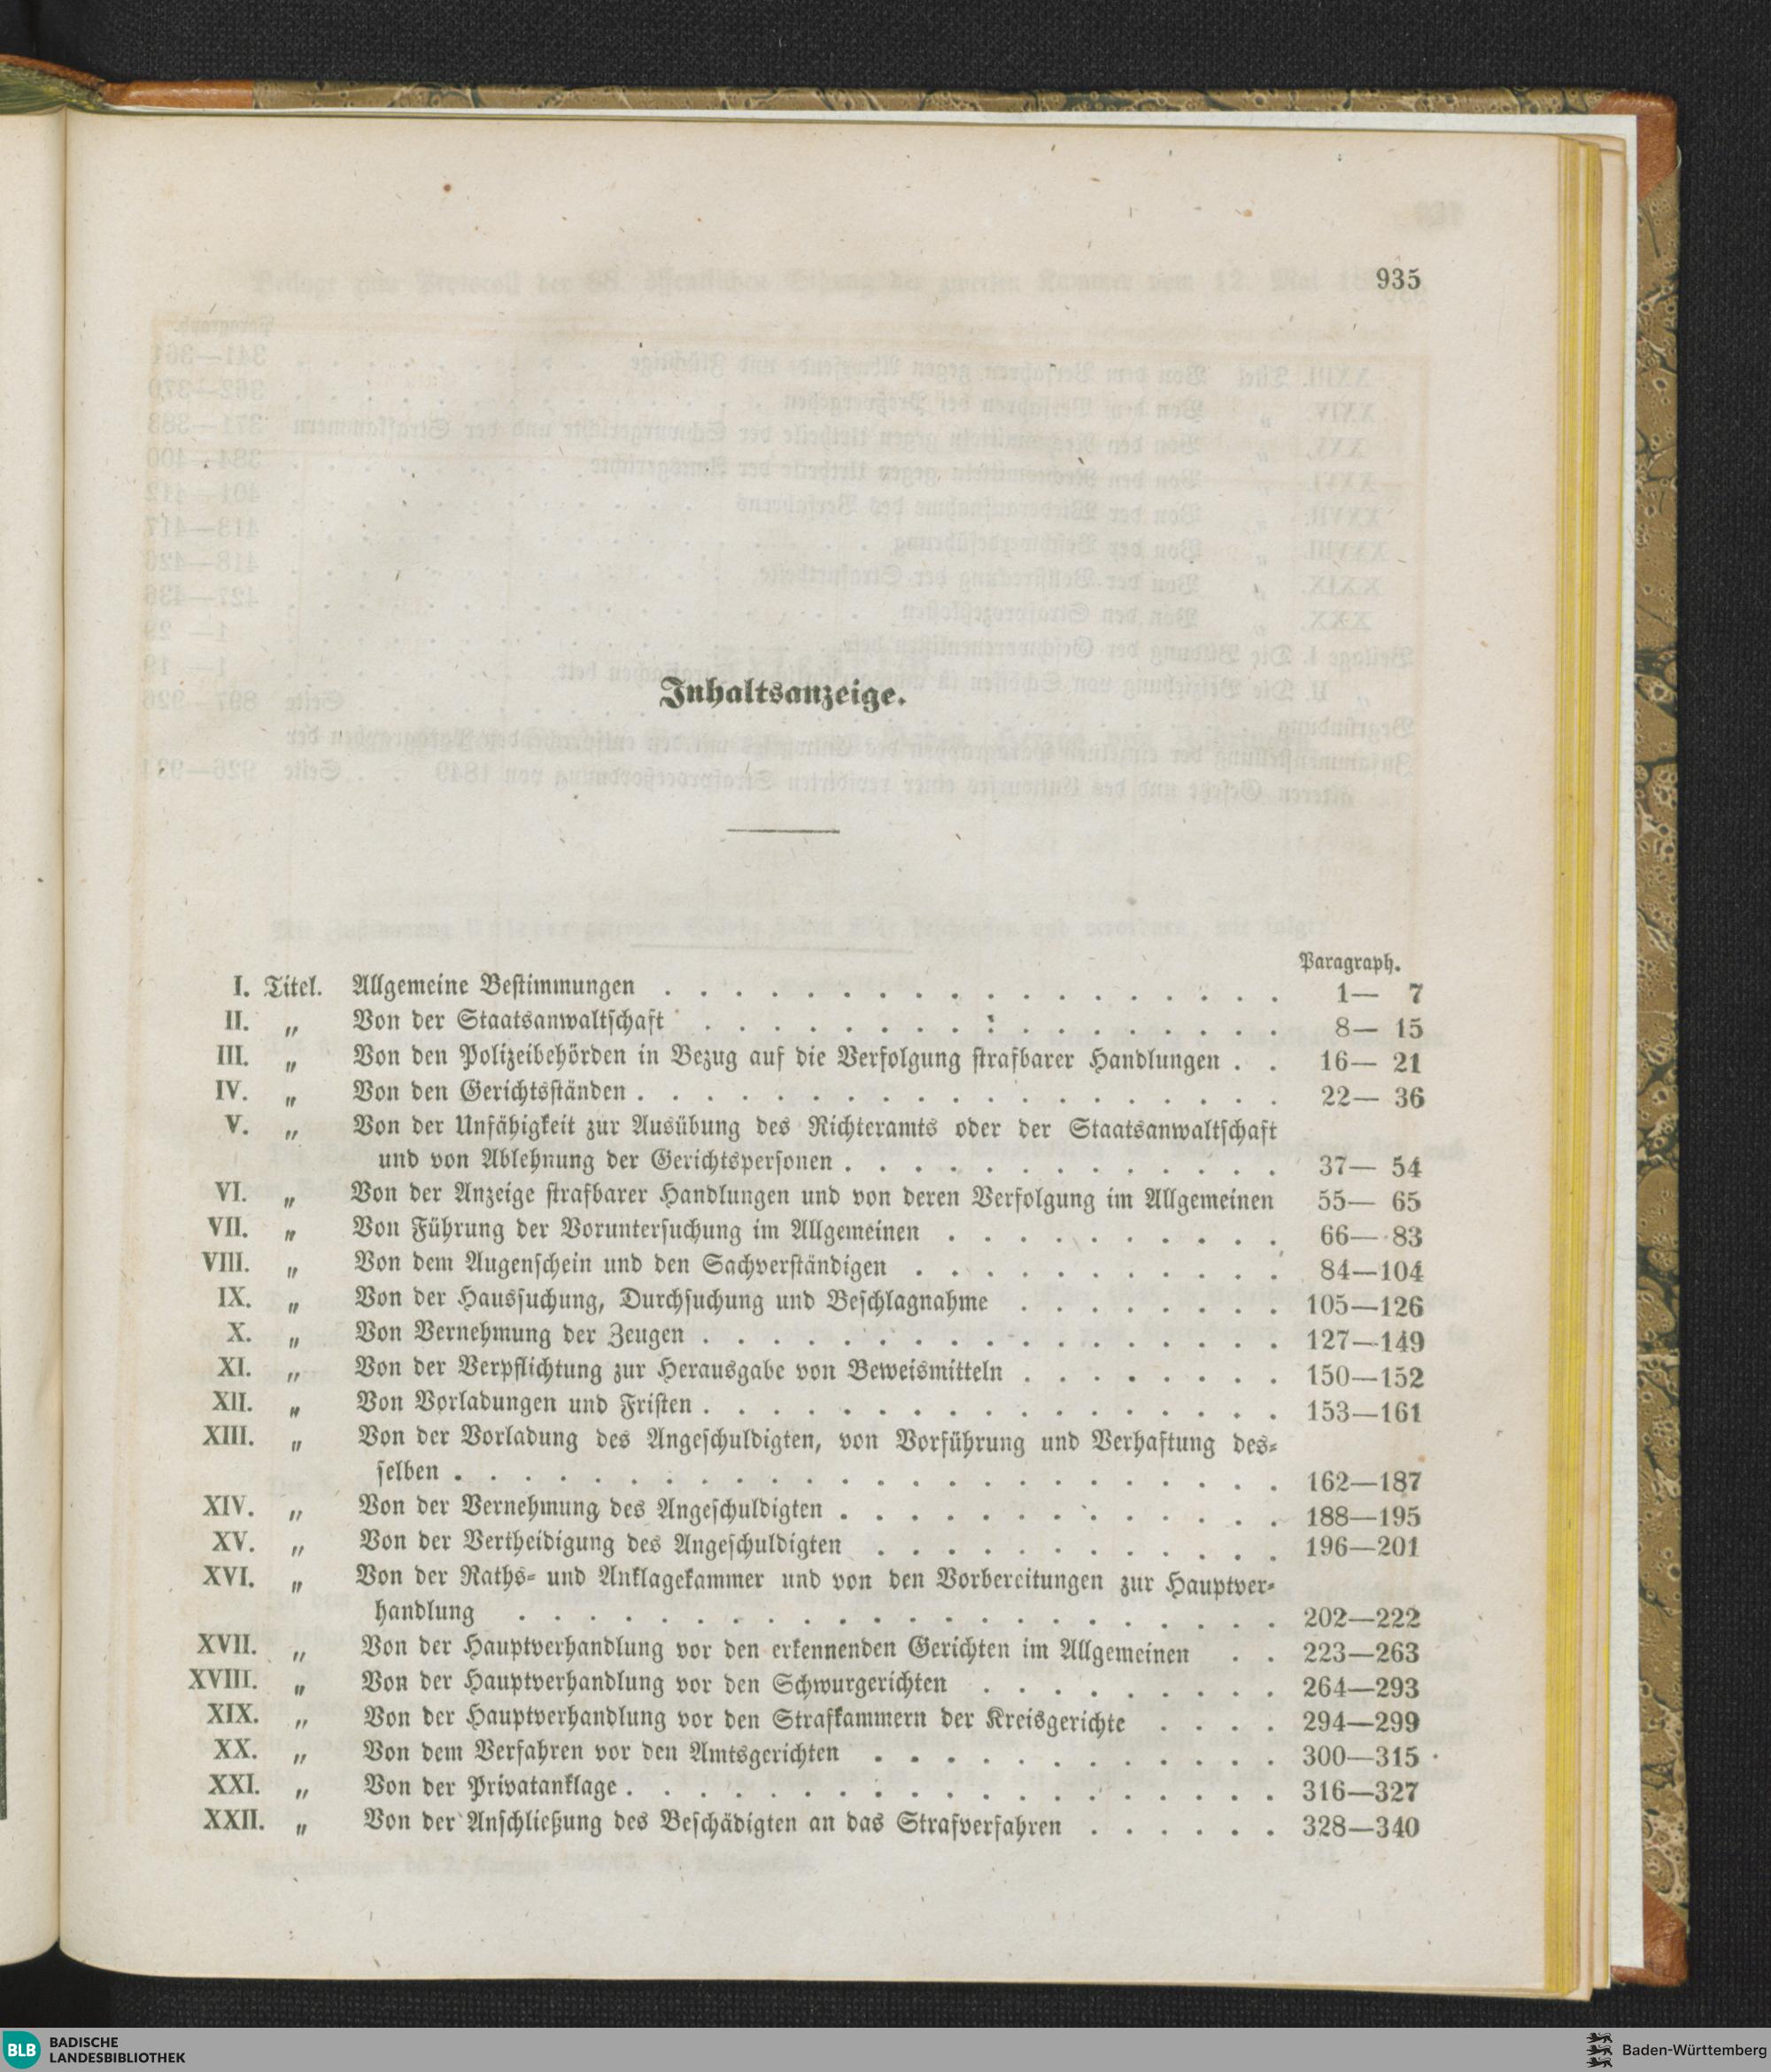 935
Inhaltsanzeige.
Paragraph.
I. Titel. Allgemeine Bestimmungen . . . . . . . . . . . . . . . . . . 1— 7
II. „ Von der Staatsanwaltschaft . . . . . . . . . . . . . . . . . 8— 15
III. „ Von den Polizeibehörden in Bezug auf die Verfolgung strafbarer Handlungen . . 16— 21
IV. „ Von den Gerichtsständen . . . . . . . . . . . . . . . . . . . 22— 36
V. „ Von der Unfähigkeit zur Ausübung des Richteramts oder der Staatsanwaltschaft
und von Ablehnung der Gerichtspersonen . . . . . . . . . . . . . 37— 54
VI. „ Von der Anzeige strafbarer Handlungen und von deren Verfolgung im Allgemeinen 55— 65
VII. „ Von Führung der Voruntersuchung im Allgemeinen . . . . . . . . . . 66— 83
VIII. „ Von dem Augenschein und den Sachverständigen . . . . . . . . . . . 84—104
IX. „ Von der Haussuchung, Durchsuchung und Beschlagnahme . . . . . . . . 105—126
X. „ Von Vernehmung der Zeugen . . . . . . . . . . . . . . . . . 127—149
XI. „ Von der Verpflichtung zur Herausgabe von Beweismitteln . . . . . . . . 150—152
XII. „ Von Vorladungen und Fristen . . . . . . . . . . . . . . . . . 153—161
XIII. „ Von der Vorladung des Angeschuldigten, von Vorführung und Verhaftung des-
selben . . . . . . . . . . . . . . . . . . . . . . . . 162—187
XIV. „ Von der Vernehmung des Angeschuldigten . . . . . . . . . . . . . 188—195
XV. „ Von der Vertheidigung des Angeschuldigten . . . . . . . . . . . . 196—201
XVI. „ Von der Raths- und Anklagekammer und von den Vorbereitungen zur Hauptver-
handlung . . . . . . . . . . . . . . . . . . . . . . 202—222
XVII. „ Von der Hauptverhandlung vor den erkennenden Gerichten im Allgemeinen . . 223—263
XVIII. „ Von der Hauptverhandlung vor den Schwurgerichten . . . . . . . . . 264—293
XIX. „ Von der Hauptverhandlung vor den Strafkammern der Kreisgerichte . . . . 294—299
XX. „ Von dem Verfahren vor den Amtsgerichten . . . . . . . . . . . . 300—315
XXI. „ Von der Privatanklage . . . . . . . . . . . . . . . . . . . 316—327
XXII. „ Von der Anschließung des Beschädigten an das Strafverfahren . . . . . . 328—340
BLB BADISCHE
LANDESBIBLIOTHEK
Baden-Württemberg